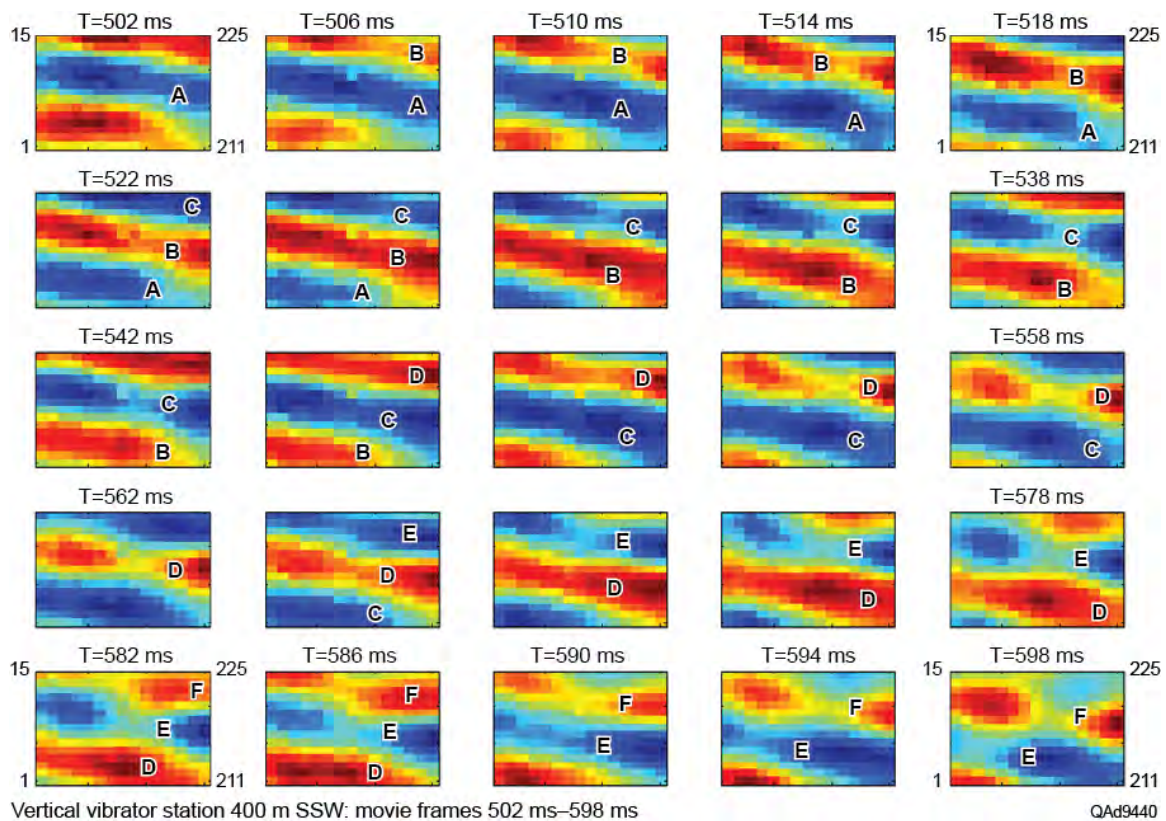 T=502 ms T=506 ms T=510 ms T=514 ms T=518 ms
15 225 15 225
B B B B
A A A A A
1 211 1 211
T=522 ms T=538 ms
C C C C C
B B B B B
A A
T=542 ms T=558 ms
D D D D
C C C C C
B B
T=562 ms T=578 ms
E E E E
D D D D D
C
T=582 ms T=586 ms T=590 ms T=594 ms T=598 ms
15 225 15 225
F F F F F
E E E E E
D D
1 211 1 211
Vertical vibrator station 400 m SSW: movie frames 502 ms–598 ms QAd9440